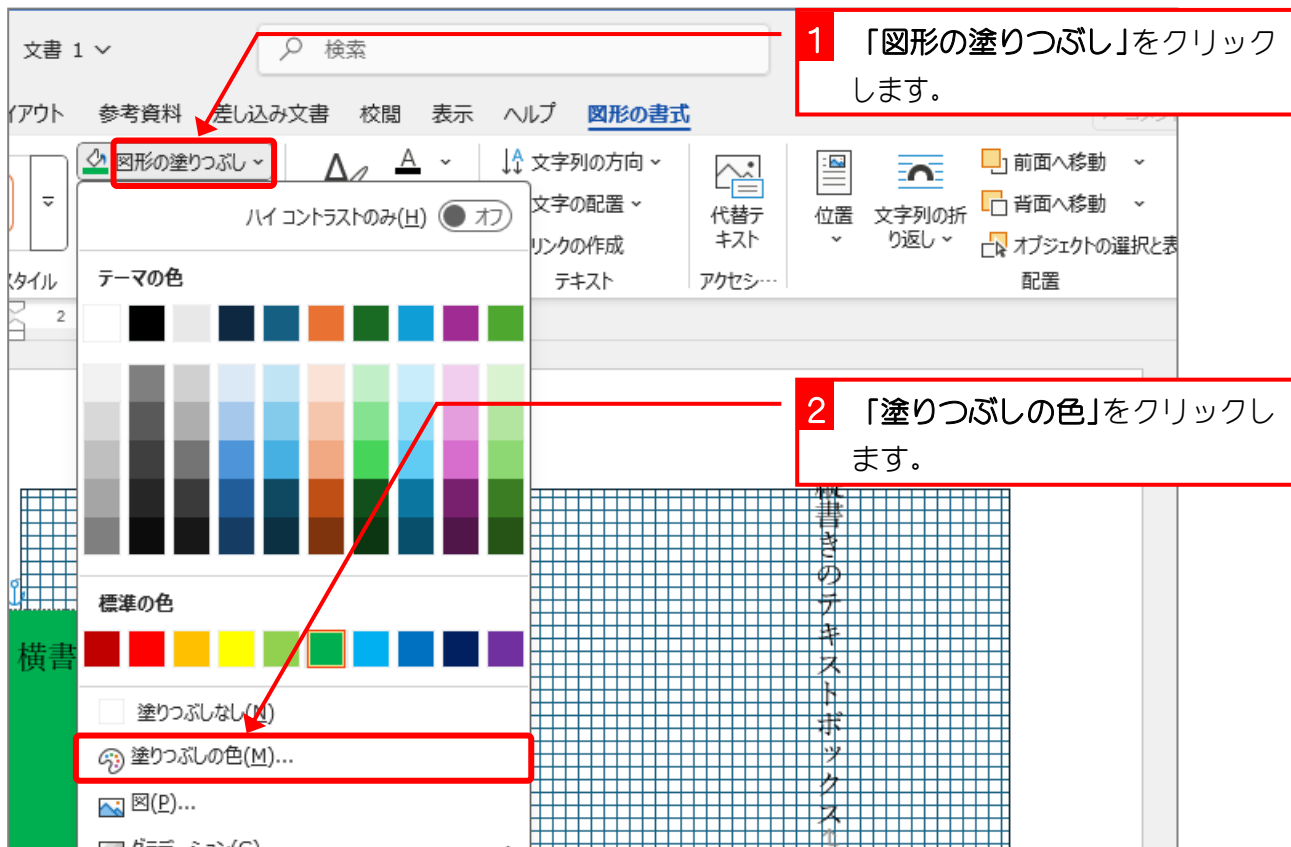 文書 1
検索
1 「図形の塗りつぶし」をクリック
します。
イアウト 参考資料 差し込み文書 校閲 表示 ヘルプ 図形の書式
図形の塗りつぶし
A
A
文字列の方向
文字の配置
リンクの作成
テキスト
代替テ
キスト
アクセシ…
位置
文字列の折
り返し
前面へ移動
背面へ移動
オブジェクトの選択と表
配置
スタイル
2
ハイ コントラストのみ(H) オフ
テーマの色
2 「塗りつぶしの色」をクリックし
ます。
標準の色
塗りつぶしなし(N)
塗りつぶしの色(M)...
図(P)...
横書
書きのテキストボックス